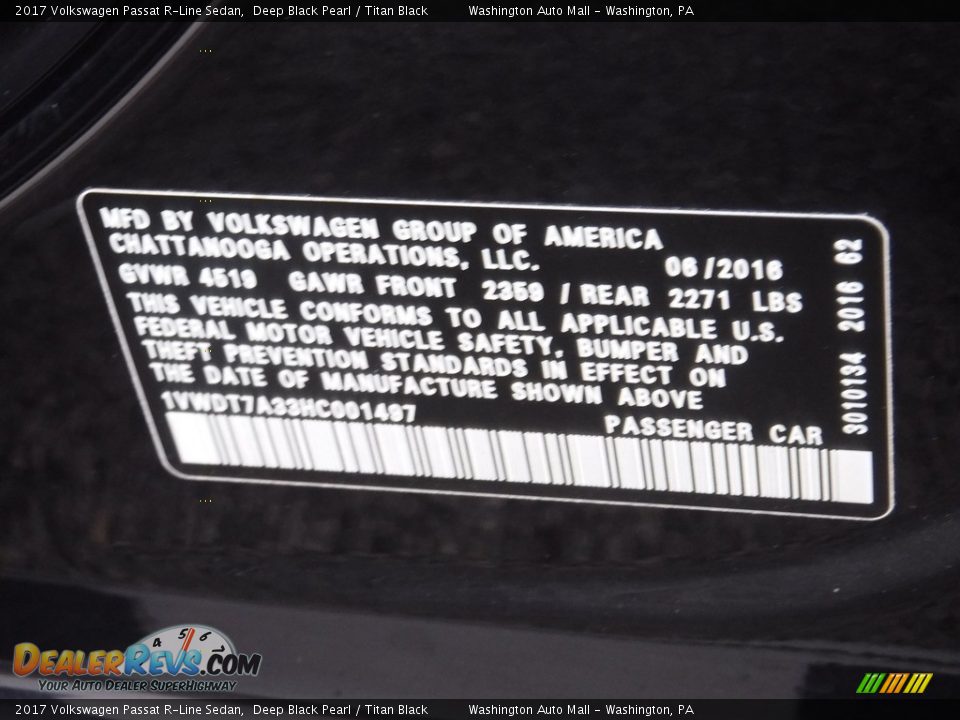 2017 Volkswagen Passat R-Line Sedan, Deep Black Pearl / Titan Black Washington Auto Mall - Washington, PA
MFD BY VOLKSWAGEN GROUP OF AMERICA
CHATTANOOGA OPERATIONS, LLC. 06/2016
GVWR 4519 GAWR FRONT 2359 / REAR 2271 LBS
THIS VEHICLE CONFORMS TO ALL APPLICABLE U.S.
FEDERAL MOTOR VEHICLE SAFETY, BUMPER AND
THEFT PREVENTION STANDARDS IN EFFECT ON
THE DATE OF MANUFACTURE SHOWN ABOVE
1VWDT7A33HC001497 PASSENGER CAR
3010134 2016 62
4 5 6
DEALERREVS.COM
YOUR AUTO DEALER SUPERHIGHWAY
2017 Volkswagen Passat R-Line Sedan, Deep Black Pearl / Titan Black Washington Auto Mall - Washington, PA